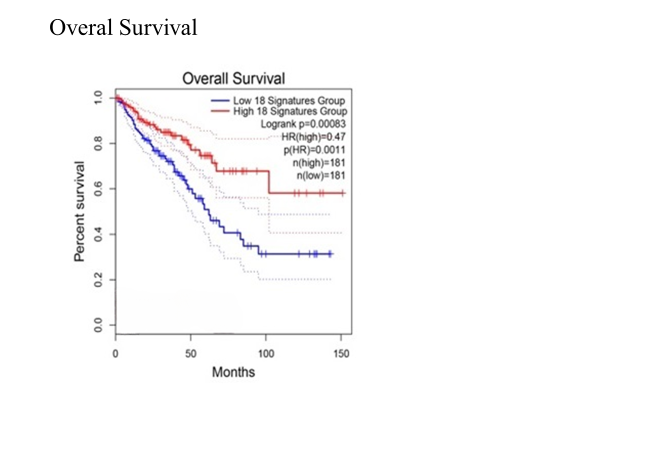 Overal Survival
Overall Survival
Low 18 Signatures Group
High 18 Signatures Group
Logrank p=0.00083
HR(high)=0.47
p(HR)=0.0011
n(high)=181
n(low)=181
Percent survival
1.0
0.8
0.6
0.4
0.2
0.0
0 50 100 150
Months